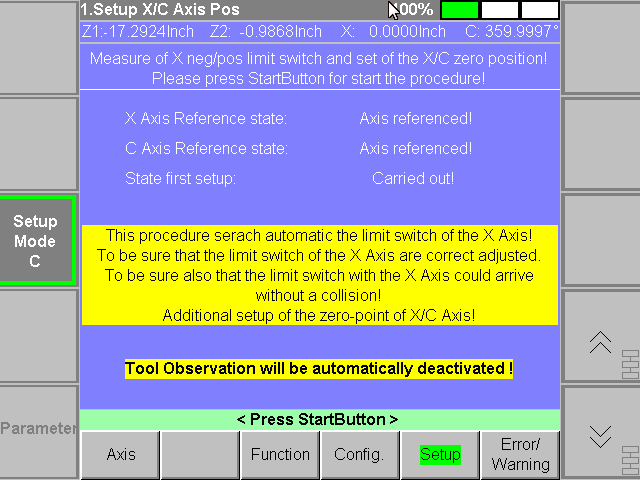 1.Setup X/C Axis Pos 00%
Z1:-17.2924Inch Z2: -0.9868Inch X: 0.0000Inch C: 359.9997°
Measure of X neg/pos limit switch and set of the X/C zero position!
Please press StartButton for start the procedure!
X Axis Reference state: Axis referenced!
C Axis Reference state: Axis referenced!
State first setup: Carried out!
Setup
Mode
C
This procedure serach automatic the limit switch of the X Axis!
To be sure that the limit switch of the X Axis are correct adjusted.
To be sure also that the limit switch with the X Axis could arrive
without a collision!
Additional setup of the zero-point of X/C Axis!
Tool Observation will be automatically deactivated !
Parameter
< Press StartButton >
Axis Function Config. Setup Error/
Warning